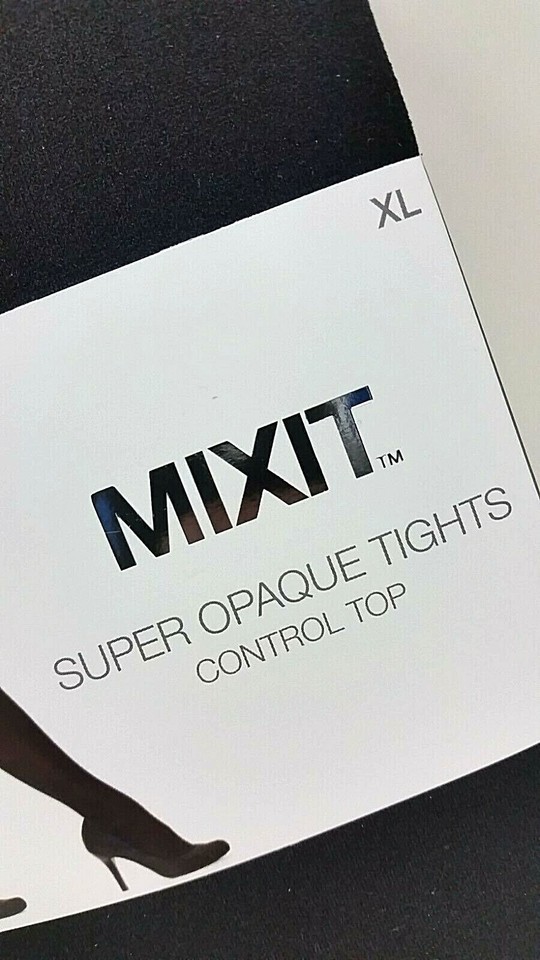 XL
MIXIT™
SUPER OPAQUE TIGHTS
CONTROL TOP